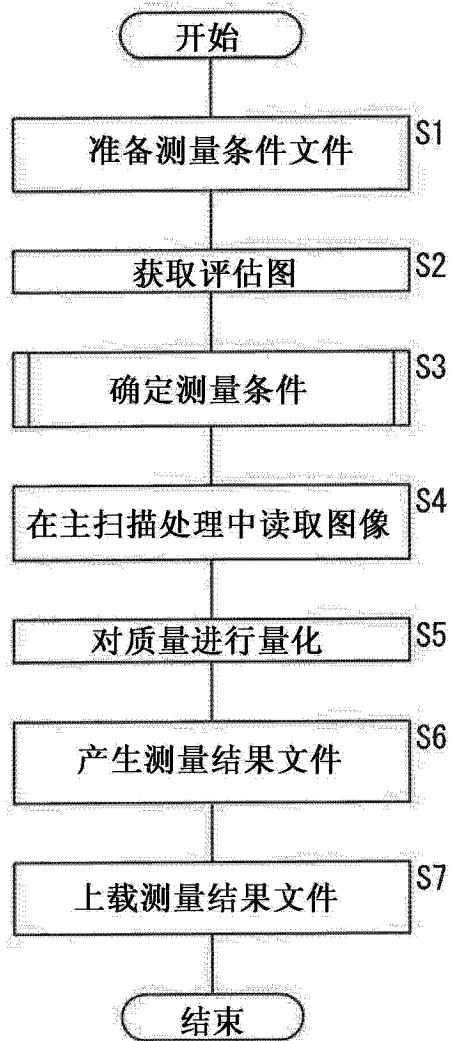 开始
准备测量条件文件
S1
获取评估图
S2
确定测量条件
S3
在主扫描处理中读取图像
S4
对质量进行量化
S5
产生测量结果文件
S6
上载测量结果文件
S7
结束